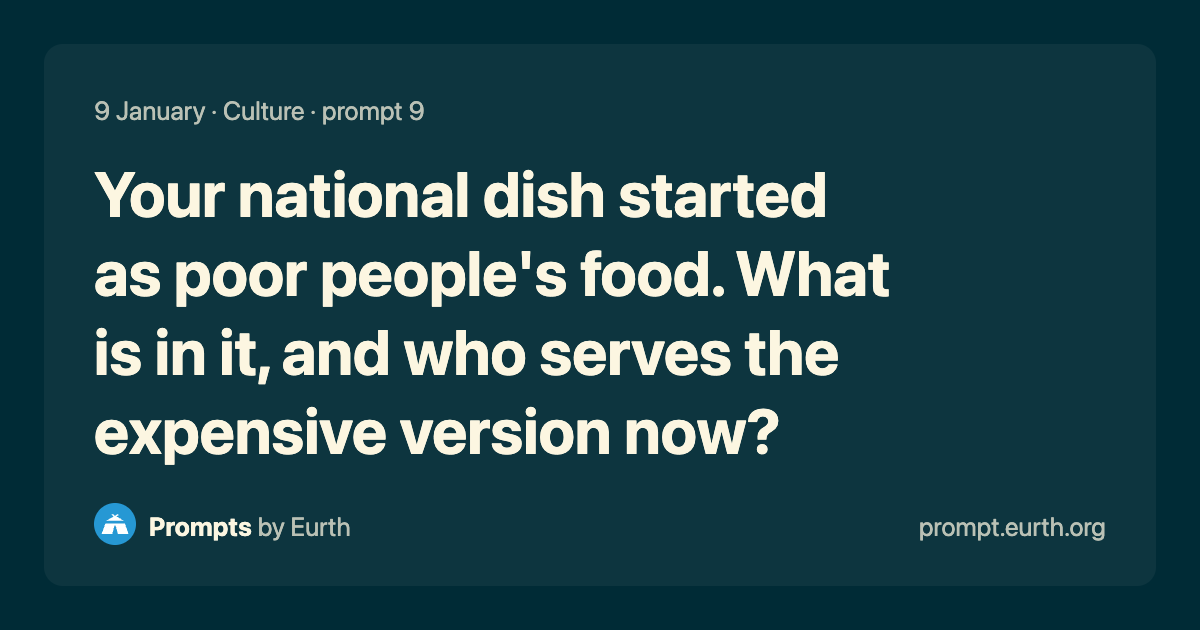 9 January · Culture · prompt 9
Your national dish started
as poor people's food. What
is in it, and who serves the
expensive version now?
Prompts by Eurth
prompt.eurth.org